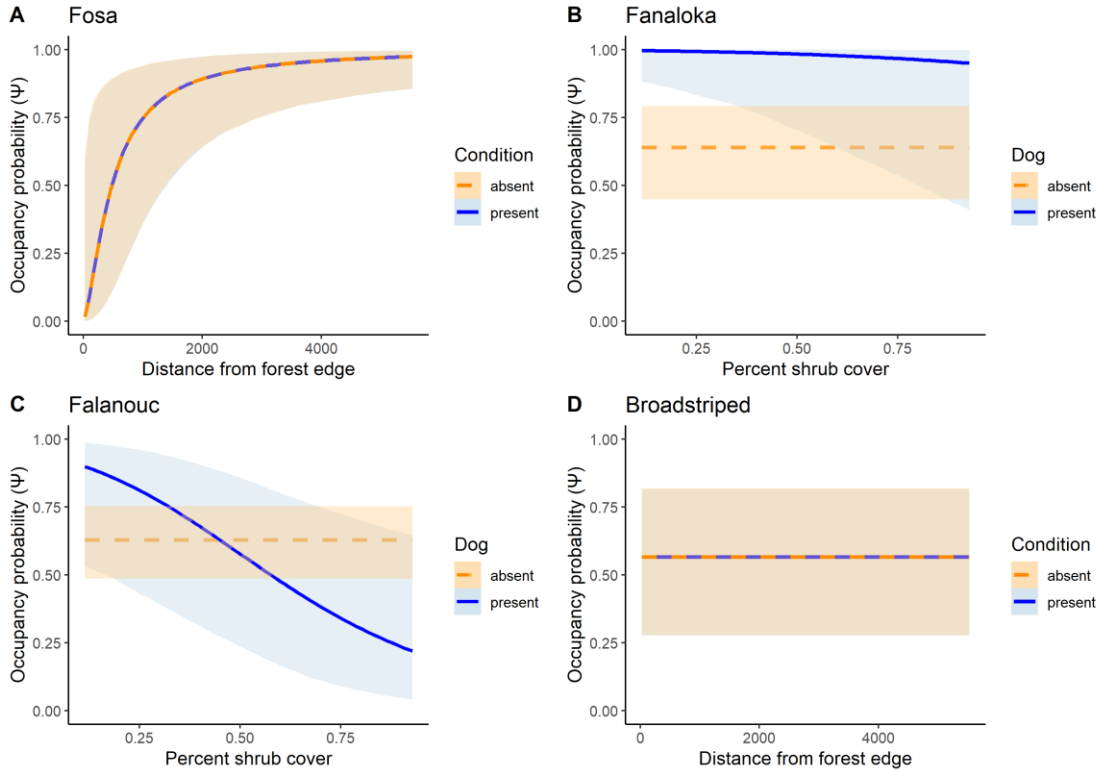 A Fosa
Occupancy probability (Ψ)
1.00
0.75
0.50
0.25
0.00
0 2000 4000
Distance from forest edge
Condition
absent
present
B Fanaloka
Occupancy probability (Ψ)
1.00
0.75
0.50
0.25
0.00
0.25 0.50 0.75
Percent shrub cover
Dog
absent
present
C Falanouc
Occupancy probability (Ψ)
1.00
0.75
0.50
0.25
0.00
0.25 0.50 0.75
Percent shrub cover
Dog
absent
present
D Broadstriped
Occupancy probability (Ψ)
1.00
0.75
0.50
0.25
0.00
0 2000 4000
Distance from forest edge
Condition
absent
present